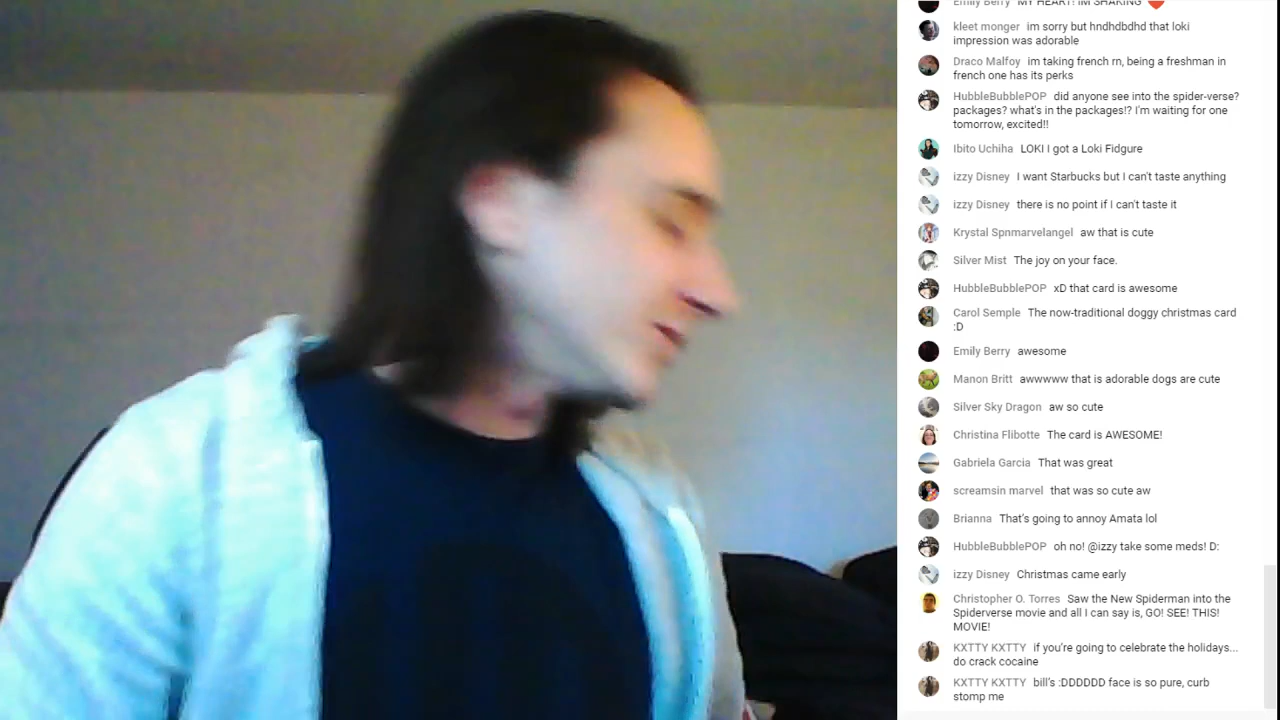 Emily Berry MY HEART! IM SHAKING
kleet monger im sorry but hndhdbdhd that loki
impression was adorable
Draco Malfoy im taking french rn, being a freshman in
french one has its perks
HubbleBubblePOP did anyone see into the spider-verse?
packages? what's in the packages!? I'm waiting for one
tomorrow, excited!!
Ibito Uchiha LOKI I got a Loki Fidgure
izzy Disney I want Starbucks but I can't taste anything
izzy Disney there is no point if I can't taste it
Krystal Spnmarvelangel aw that is cute
Silver Mist The joy on your face.
HubbleBubblePOP xD that card is awesome
Carol Semple The now-traditional doggy christmas card
:D
Emily Berry awesome
Manon Britt awwwww that is adorable dogs are cute
Silver Sky Dragon aw so cute
Christina Flibotte The card is AWESOME!
Gabriela Garcia That was great
screamsin marvel that was so cute aw
Brianna That's going to annoy Amata lol
HubbleBubblePOP oh no! @izzy take some meds! D:
izzy Disney Christmas came early
Christopher O. Torres Saw the New Spiderman into the
Spiderverse movie and all I can say is, GO! SEE! THIS!
MOVIE!
KXTTY KXTTY if you're going to celebrate the holidays...
do crack cocaine
KXTTY KXTTY bill's :DDDDDD face is so pure, curb
stomp me